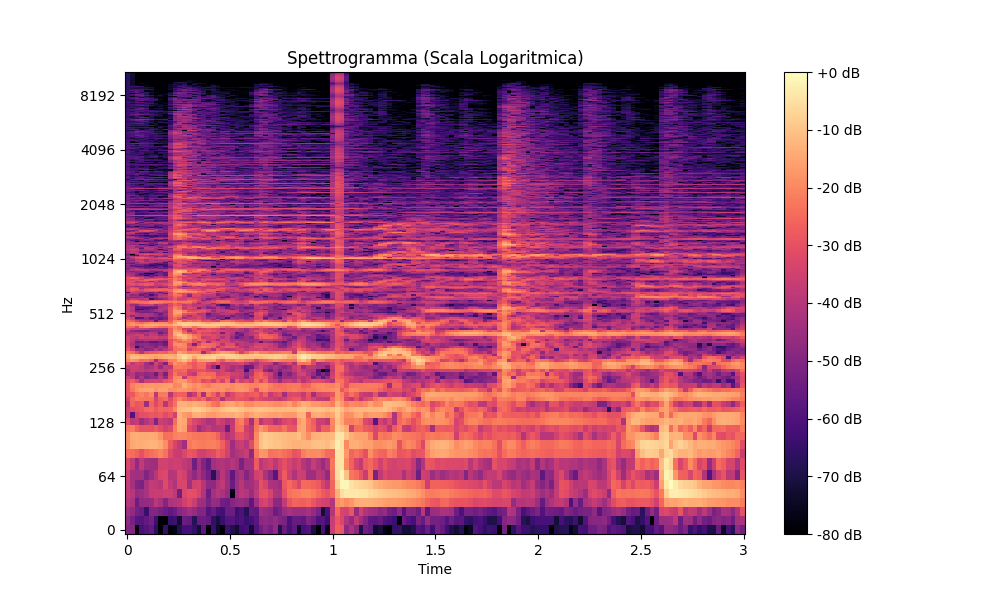 Spettrogramma (Scala Logaritmica)
Hz
8192
4096
2048
1024
512
256
128
64
0
0 0.5 1 1.5 2 2.5 3
Time
+0 dB
-10 dB
-20 dB
-30 dB
-40 dB
-50 dB
-60 dB
-70 dB
-80 dB